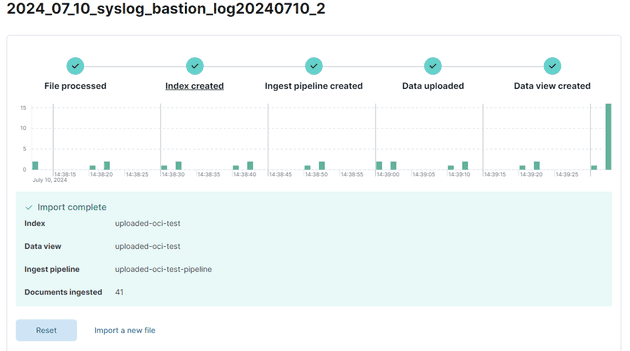 2024_07_10_syslog_bastion_log20240710_2
File processed Index created Ingest pipeline created Data uploaded Data view created
15
10
5
0
14:38:15 14:38:20 14:38:25 14:38:30 14:38:35 14:38:40 14:38:45 14:38:50 14:38:55 14:39:00 14:39:05 14:39:10 14:39:15 14:39:20 14:39:25
July 10, 2024
Import complete
Index uploaded-oci-test
Data view uploaded-oci-test
Ingest pipeline uploaded-oci-test-pipeline
Documents ingested 41
Reset Import a new file